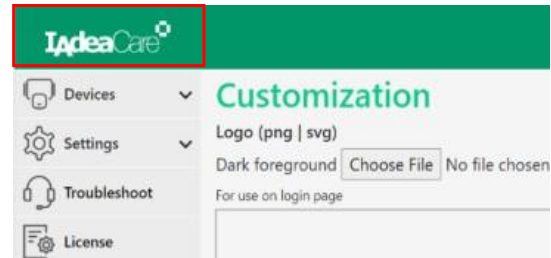 IAdeaCare
Devices
Settings
Troubleshoot
License
Customization
Logo (png | svg)
Dark foreground Choose File No file chosen
For use on login page